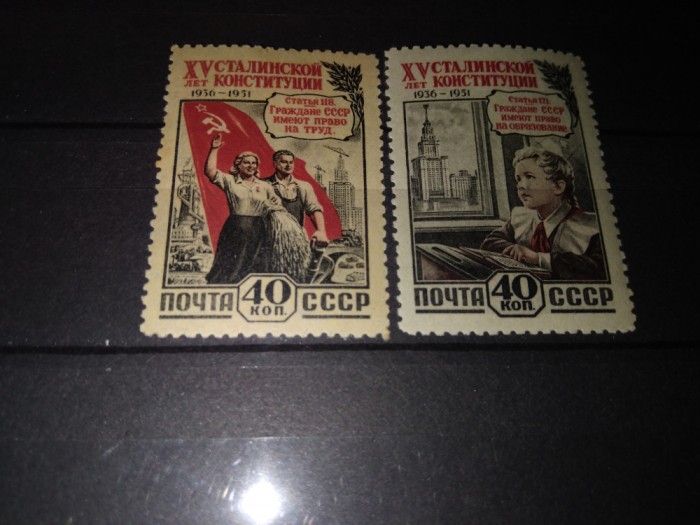 XV СТАЛИНСКОЙ
ЛЕТ КОНСТИТУЦИИ
1936-1951
Статья 118.
Граждане СССР
имеют право
на труд.
ПОЧТА 40 КОП. СССР
XV СТАЛИНСКОЙ
ЛЕТ КОНСТИТУЦИИ
1936-1951
Статья 121.
Граждане СССР
имеют право
на образование.
ПОЧТА 40 КОП. СССР